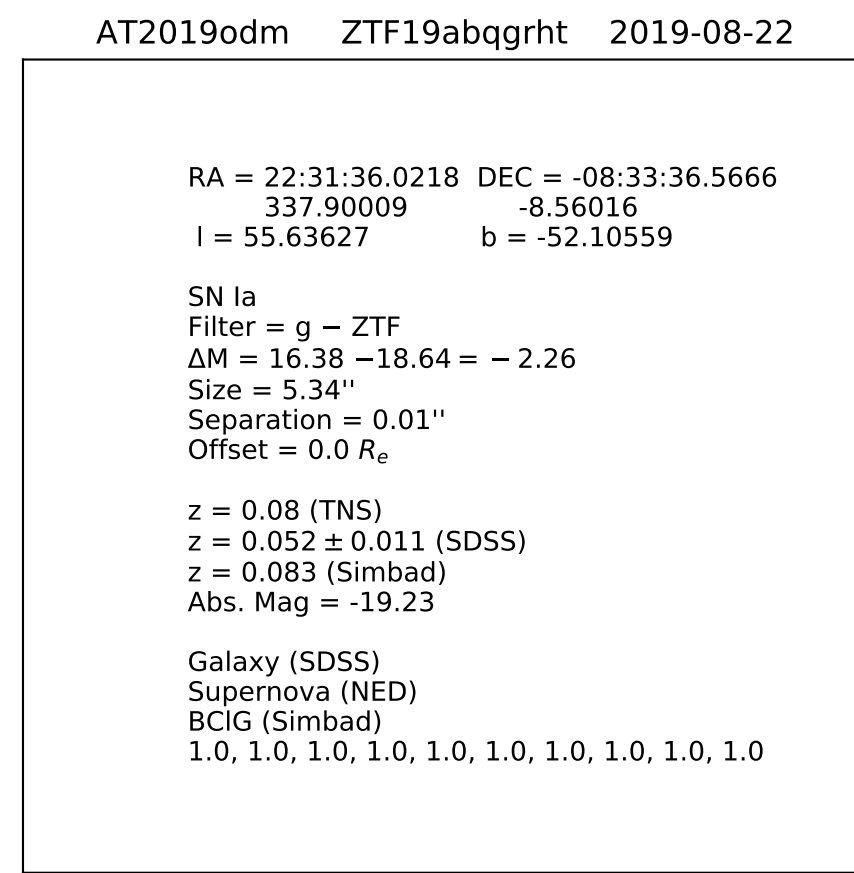 AT2019odm ZTF19abqgrht 2019-08-22
RA = 22:31:36.0218 DEC = -08:33:36.5666
337.90009 -8.56016
l = 55.63627 b = -52.10559
SN Ia
Filter = g − ZTF
ΔM = 16.38 −18.64 = − 2.26
Size = 5.34''
Separation = 0.01''
Offset = 0.0 Rₑ
z = 0.08 (TNS)
z = 0.052 ± 0.011 (SDSS)
z = 0.083 (Simbad)
Abs. Mag = -19.23
Galaxy (SDSS)
Supernova (NED)
BClG (Simbad)
1.0, 1.0, 1.0, 1.0, 1.0, 1.0, 1.0, 1.0, 1.0, 1.0